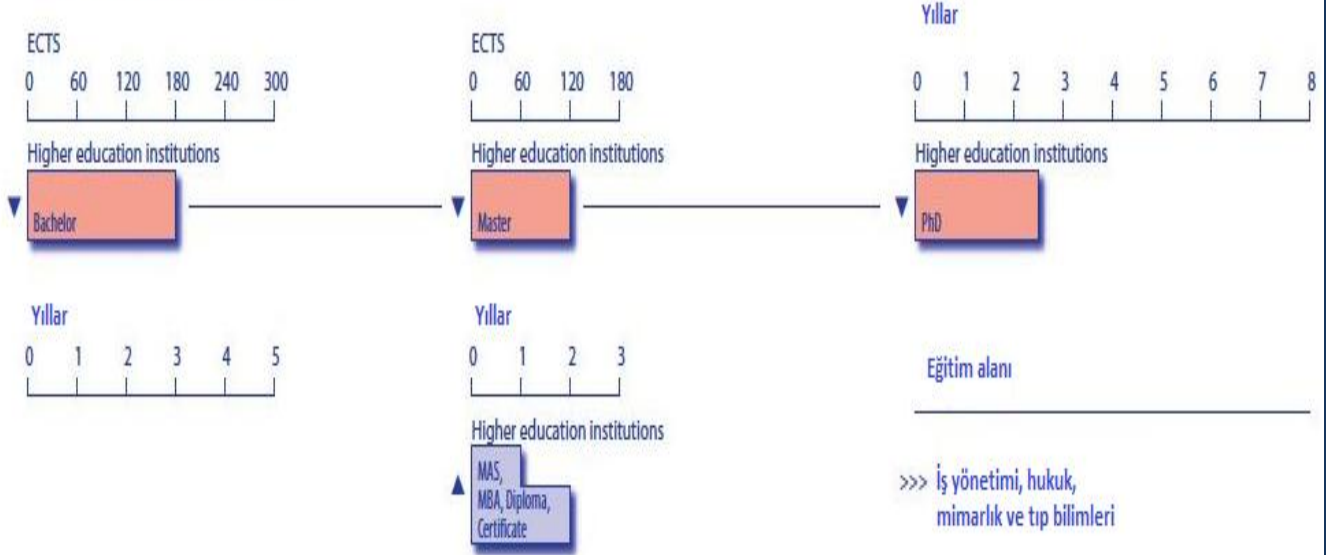 ECTS
0 60 120 180 240 300
Higher education institutions
Bachelor
Yıllar
0 1 2 3 4 5
ECTS
0 60 120 180
Higher education institutions
Master
Yıllar
0 1 2 3
Higher education institutions
MAS,
MBA, Diploma,
Certificate
Yıllar
0 1 2 3 4 5 6 7 8
Higher education institutions
PhD
Eğitim alanı
>>> İş yönetimi, hukuk,
mimarlık ve tıp bilimleri